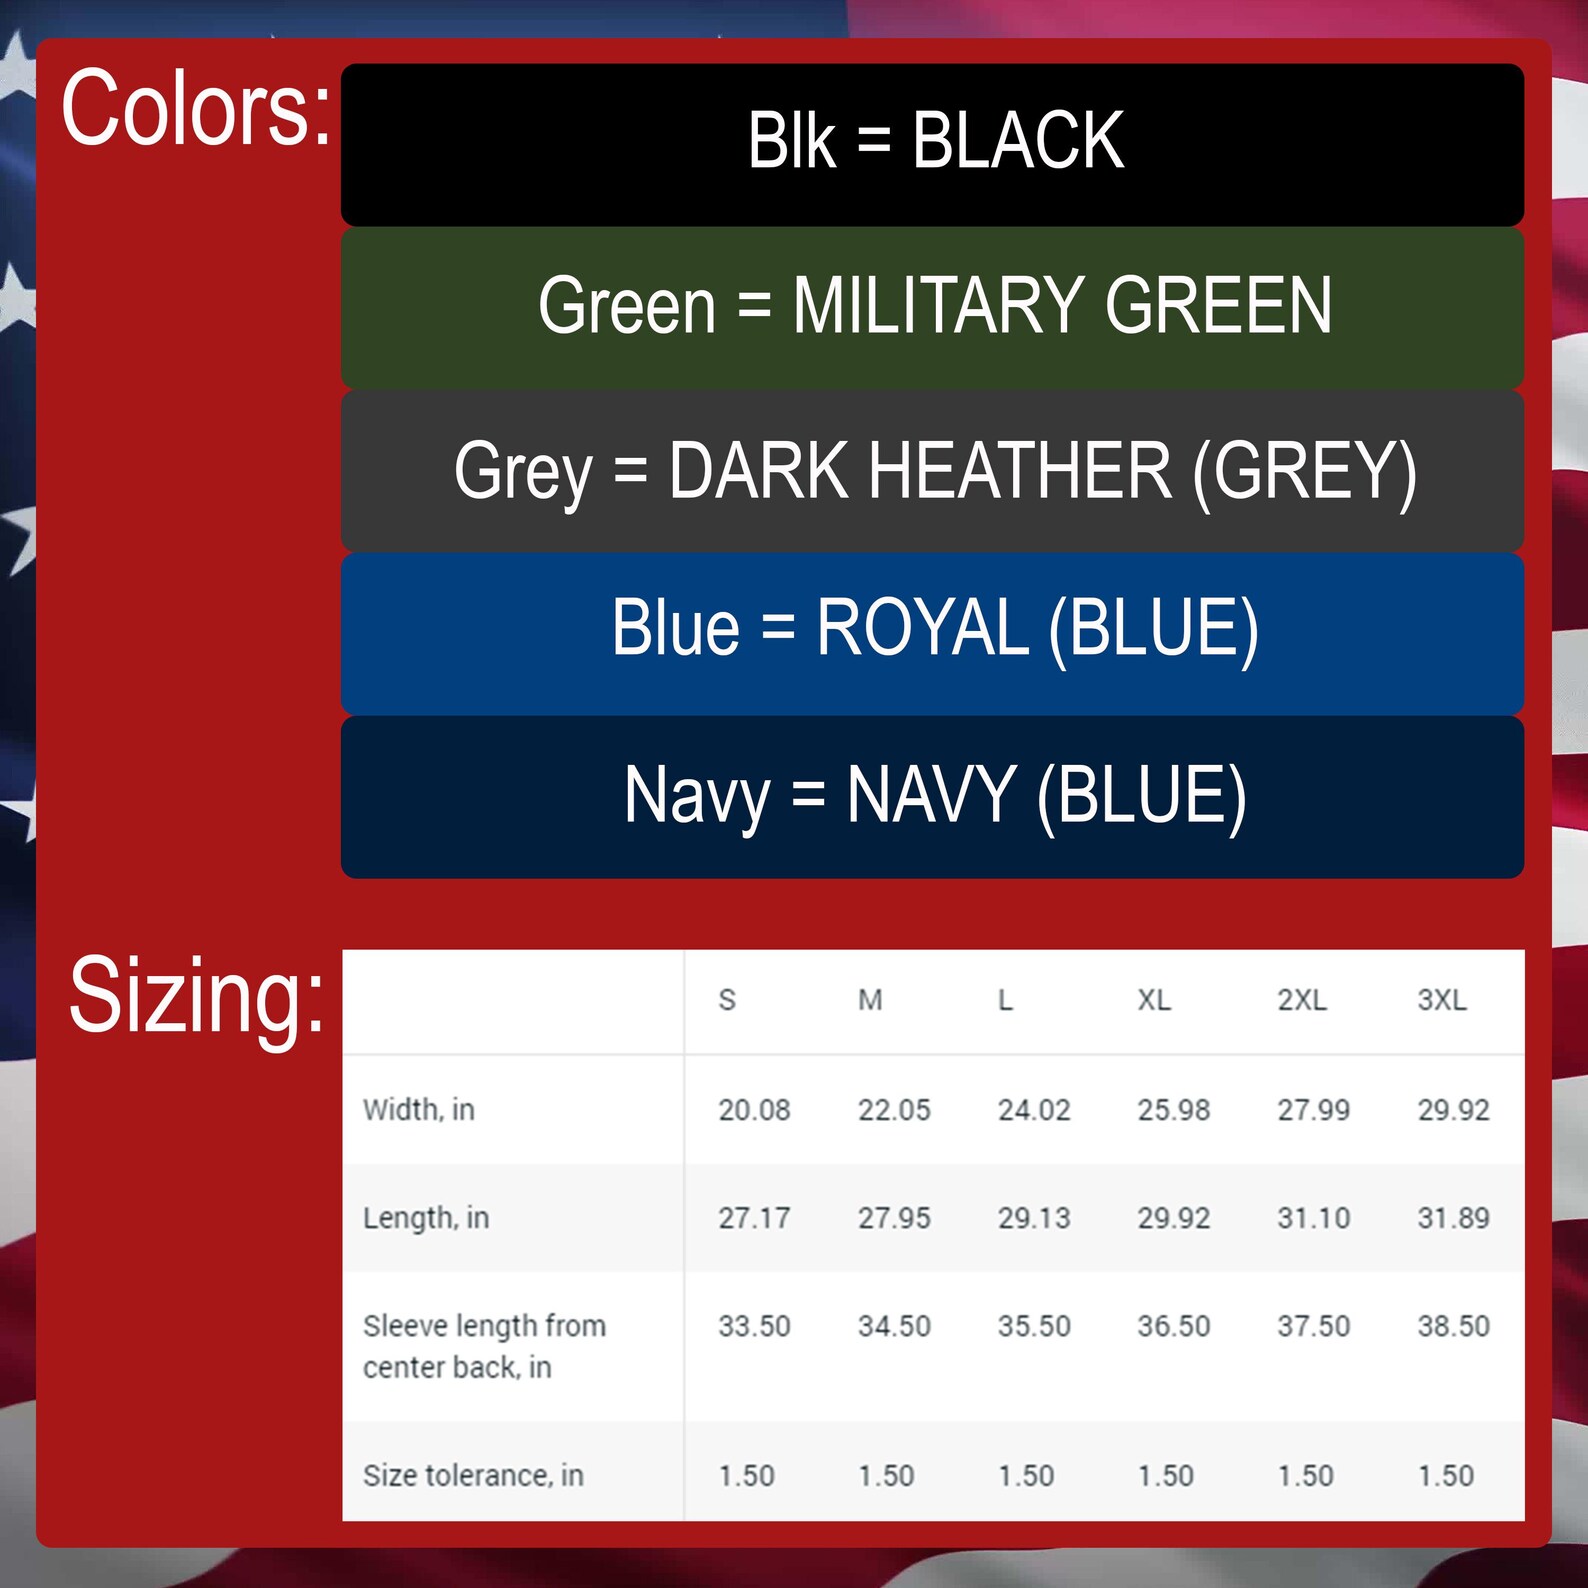 Colors:
Blk = BLACK
Green = MILITARY GREEN
Grey = DARK HEATHER (GREY)
Blue = ROYAL (BLUE)
Navy = NAVY (BLUE)
Sizing:
S M L XL 2XL 3XL
Width, in 20.08 22.05 24.02 25.98 27.99 29.92
Length, in 27.17 27.95 29.13 29.92 31.10 31.89
Sleeve length from 33.50 34.50 35.50 36.50 37.50 38.50
center back, in
Size tolerance, in 1.50 1.50 1.50 1.50 1.50 1.50